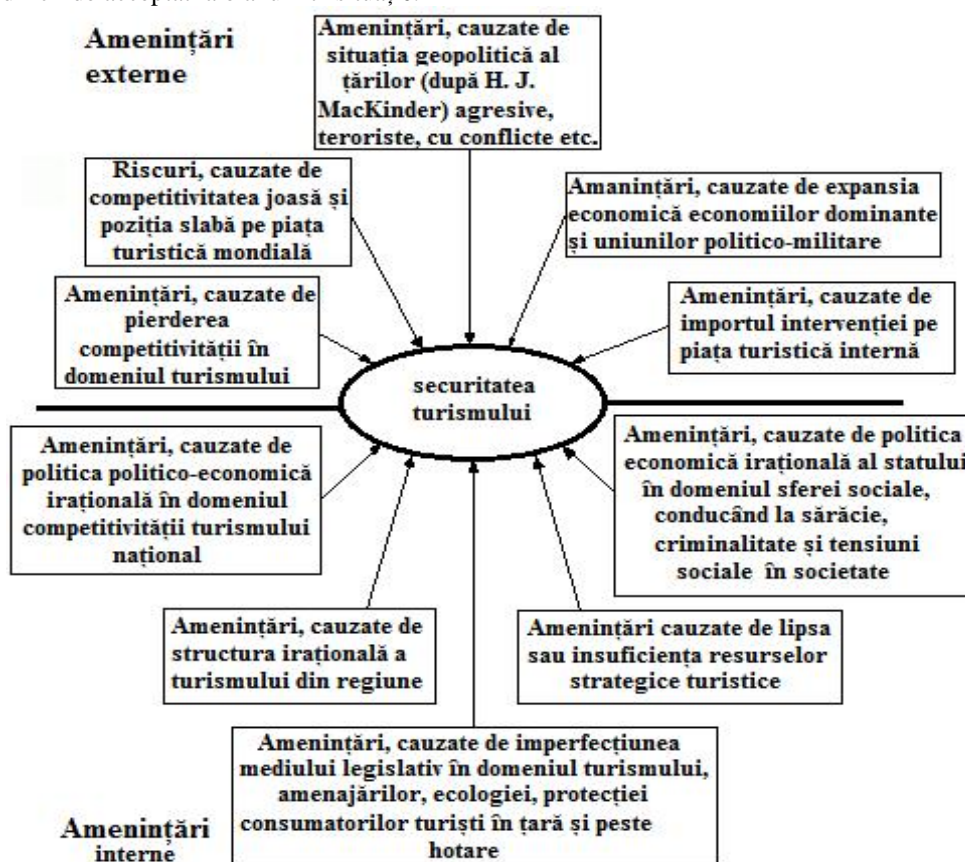 Amenințări
externe
Amenințări, cauzate de
situația geopolitică al
țărilor (după H. J.
MacKinder) agresive,
teroriste, cu conflicte etc.
Riscuri, cauzate de
competitivitatea joasă și
poziția slabă pe piața
turistică mondială
Amanințări, cauzate de expansia
economică economiilor dominante
și uniunilor politico-militare
Amenințări, cauzate de
pierderea
competitivității în
domeniul turismului
Amenințări, cauzate de
importul intervenției pe
piața turistică internă
securitatea
turismului
Amenințări, cauzate de
politica politico-economică
irațională în domeniul
competitivității turismului
național
Amenințări, cauzate de politica
economică irațională al statului
în domeniul sferei sociale,
conducând la sărăcie,
criminalitate și tensiuni
sociale în societate
Amenințări, cauzate de
structura irațională a
turismului din regiune
Amenințări cauzate de lipsa
sau insuficiența resurselor
strategice turistice
Amenințări, cauzate de imperfecțiunea
mediului legislativ în domeniul turismului,
amenajărilor, ecologiei, protecției
consumatorilor turiști în țară și peste
hotare
Amenințări
interne